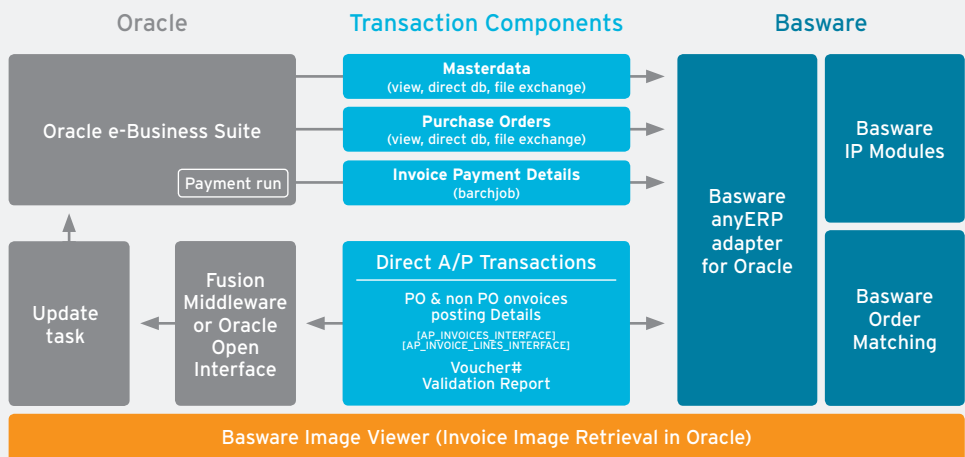 Oracle
Transaction Components
Basware
Oracle e-Business Suite
Payment run
Masterdata
(view, direct db, file exchange)
Purchase Orders
(view, direct db, file exchange)
Invoice Payment Details
(barchjob)
Basware
anyERP
adapter
for Oracle
Basware
IP Modules
Update
task
Fusion
Middleware
or Oracle
Open
Interface
Direct A/P Transactions
PO & non PO onvoices
posting Details
[AP_INVOICES_INTERFACE]
[AP_INVOICE_LINES_INTERFACE]
Voucher#
Validation Report
Basware
Order
Matching
Basware Image Viewer (Invoice Image Retrieval in Oracle)